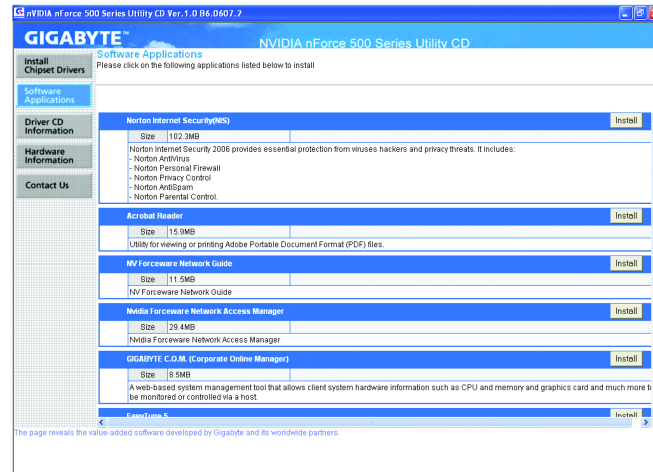 nVIDIA nForce 500 Series Utility CD Ver.1.0 B6.0607.2
GIGABYTE™
NVIDIA nForce 500 Series Utility CD
Install
Chipset Drivers
Software
Applications
Driver CD
Information
Hardware
Information
Contact Us
Software Applications
Please click on the following applications listed below to install
Norton Internet Security(NIS)
Install
Size 102.3MB
Norton Internet Security 2006 provides essential protection from viruses hackers and privacy threats. It includes:
- Norton AntiVirus
- Norton Personal Firewall
- Norton Privacy Control
- Norton AntiSpam
- Norton Parental Control.
Acrobat Reader
Install
Size 15.9MB
Utility for viewing or printing Adobe Portable Document Format (PDF) files.
NV Forceware Network Guide
Install
Size 11.5MB
NV Forceware Network Guide
Nvidia Forceware Network Access Manager
Install
Size 29.4MB
Nvidia Forceware Network Access Manager
GIGABYTE C.O.M. (Corporate Online Manager)
Install
Size 8.5MB
A web-based system management tool that allows client system hardware information such as CPU and memory and graphics card and much more to
be monitored or controlled via a host.
EasyTune 5
Install
The page reveals the value-added software developed by Gigabyte and its worldwide partners.